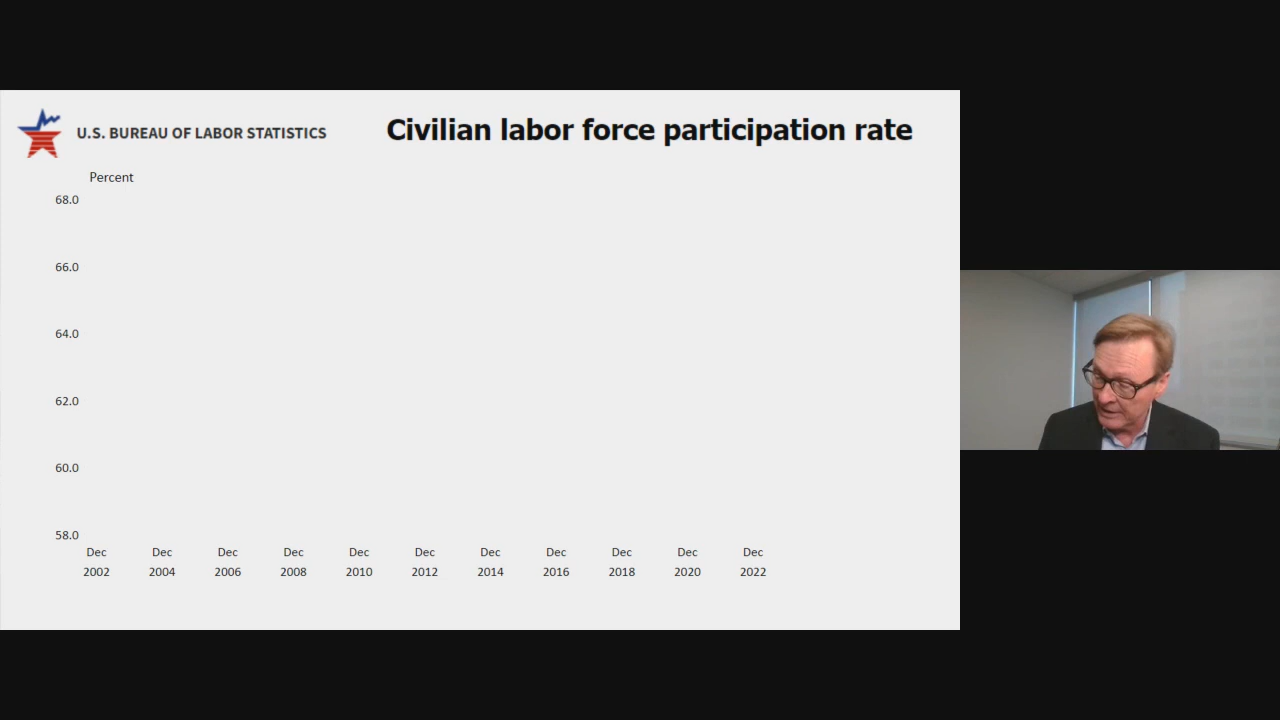 U.S. BUREAU OF LABOR STATISTICS
Civilian labor force participation rate
Percent
68.0
66.0
64.0
62.0
60.0
58.0
Dec Dec Dec Dec Dec Dec Dec Dec Dec Dec Dec
2002 2004 2006 2008 2010 2012 2014 2016 2018 2020 2022